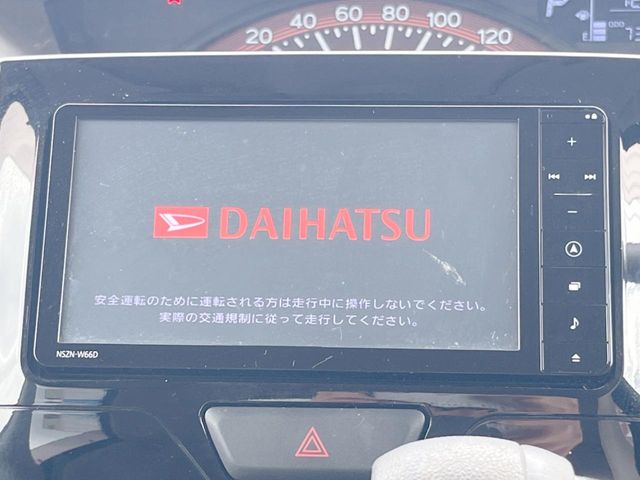 20 40 60 80 100 120
P
ODO
DAIHATSU
安全運転のために運転される方は走行中に操作しないでください。
実際の交通規制に従って走行してください。
NSZN-W66D